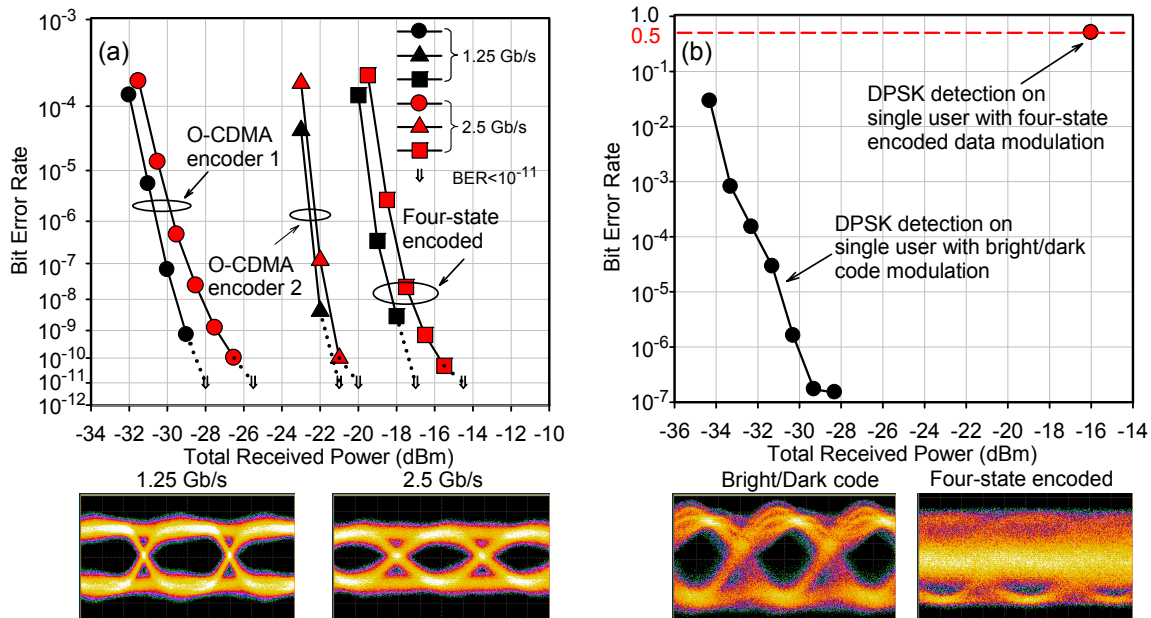 (a)
Bit Error Rate
10-3
10-4
10-5
10-6
10-7
10-8
10-9
10-10
10-11
10-12
1.25 Gb/s
2.5 Gb/s
⇓ BER<10-11
O-CDMA
encoder 1
O-CDMA
encoder 2
Four-state
encoded
-34 -32 -30 -28 -26 -24 -22 -20 -18 -16 -14 -12 -10
Total Received Power (dBm)
1.25 Gb/s
2.5 Gb/s
(b)
Bit Error Rate
1.0
0.5
10-1
10-2
10-3
10-4
10-5
10-6
10-7
DPSK detection on
single user with four-state
encoded data modulation
DPSK detection on
single user with bright/dark
code modulation
-36 -34 -32 -30 -28 -26 -24 -22 -20 -18 -16 -14
Total Received Power (dBm)
Bright/Dark code
Four-state encoded